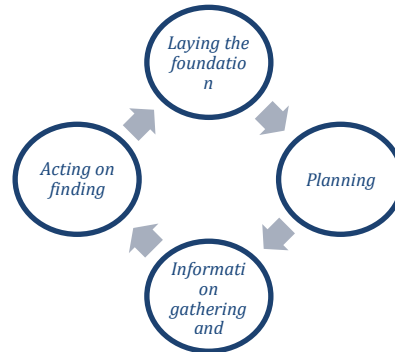 Laying the
foundatio
n
Planning
Informati
on
gathering
and
Acting on
finding